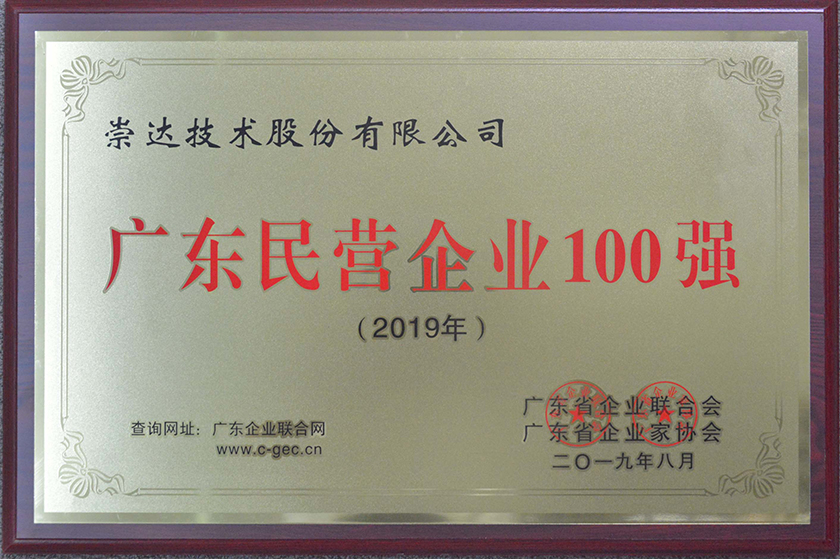 崇达技术股份有限公司
广东民营企业100强
（2019年）
查询网址：广东企业联合网
www.c-gec.cn
广东省企业联合会
广东省企业家协会
二〇一九年八月